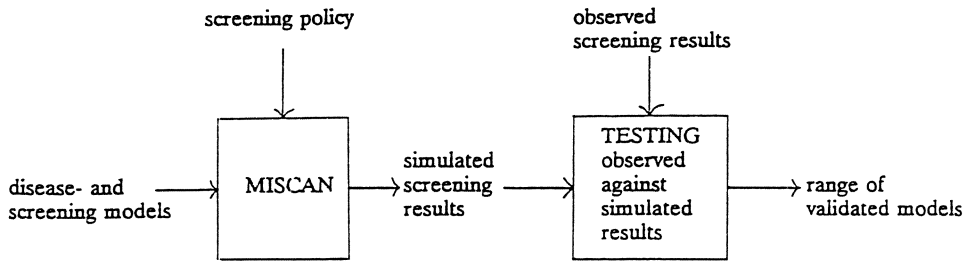 screening policy
observed
screening results
disease- and
screening models
MISCAN
simulated
screening
results
TESTING
observed
against
simulated
results
range of
validated models